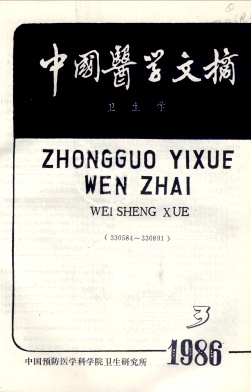 中國醫学文摘
卫生学
ZHONGGUO YIXUE
WEN ZHAI
WEI SHENG XUE
(330584～330891)
3
1986
中国预防医学科学院卫生研究所